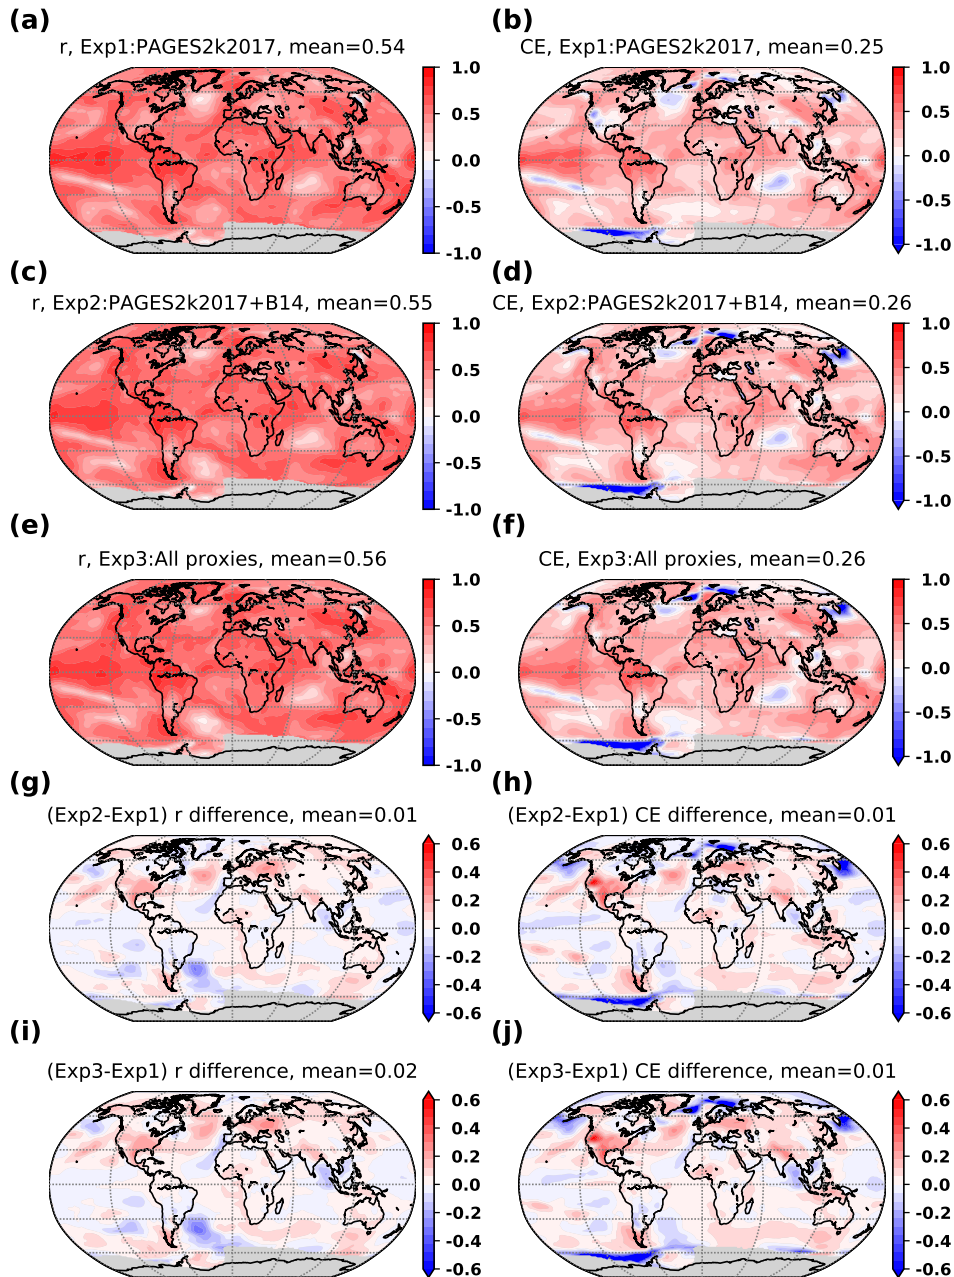 (a)
r, Exp1:PAGES2k2017, mean=0.54
1.0
0.5
0.0
-0.5
-1.0
(b)
CE, Exp1:PAGES2k2017, mean=0.25
1.0
0.5
0.0
-0.5
-1.0
(c)
r, Exp2:PAGES2k2017+B14, mean=0.55
1.0
0.5
0.0
-0.5
-1.0
(d)
CE, Exp2:PAGES2k2017+B14, mean=0.26
1.0
0.5
0.0
-0.5
-1.0
(e)
r, Exp3:All proxies, mean=0.56
1.0
0.5
0.0
-0.5
-1.0
(f)
CE, Exp3:All proxies, mean=0.26
1.0
0.5
0.0
-0.5
-1.0
(g)
(Exp2-Exp1) r difference, mean=0.01
0.6
0.4
0.2
0.0
-0.2
-0.4
-0.6
(h)
(Exp2-Exp1) CE difference, mean=0.01
0.6
0.4
0.2
0.0
-0.2
-0.4
-0.6
(i)
(Exp3-Exp1) r difference, mean=0.02
0.6
0.4
0.2
0.0
-0.2
-0.4
-0.6
(j)
(Exp3-Exp1) CE difference, mean=0.01
0.6
0.4
0.2
0.0
-0.2
-0.4
-0.6